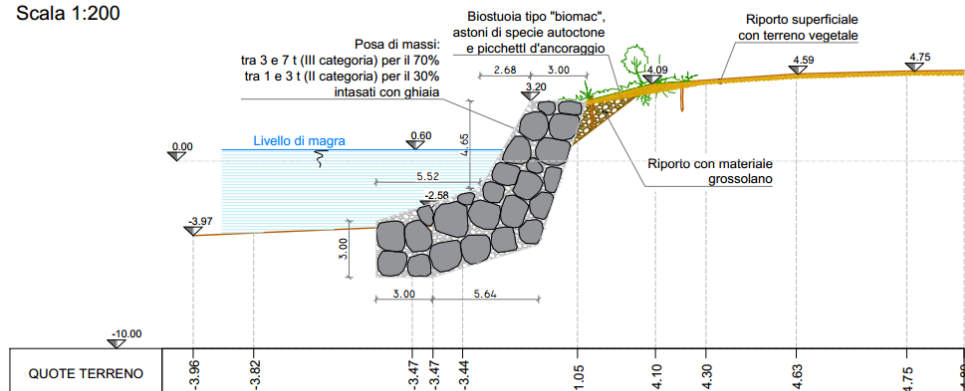 Scala 1:200
Biostuoia tipo "biomac",
astoni di specie autoctone
e picchetti d'ancoraggio
Riporto superficiale
con terreno vegetale
Posa di massi:
tra 3 e 7 t (III categoria) per il 70%
tra 1 e 3 t (II categoria) per il 30%
intasati con ghiaia
2.68
3.00
3.20
4.09
4.59
4.75
Livello di magra
0.60
0.00
4.65
5.52
-2.58
Riporto con materiale
grossolano
-3.97
3.00
3.00
5.64
-10.00
QUOTE TERRENO
-3.96
-3.82
-3.47
-3.47
-3.44
1.05
4.10
4.30
4.63
4.75